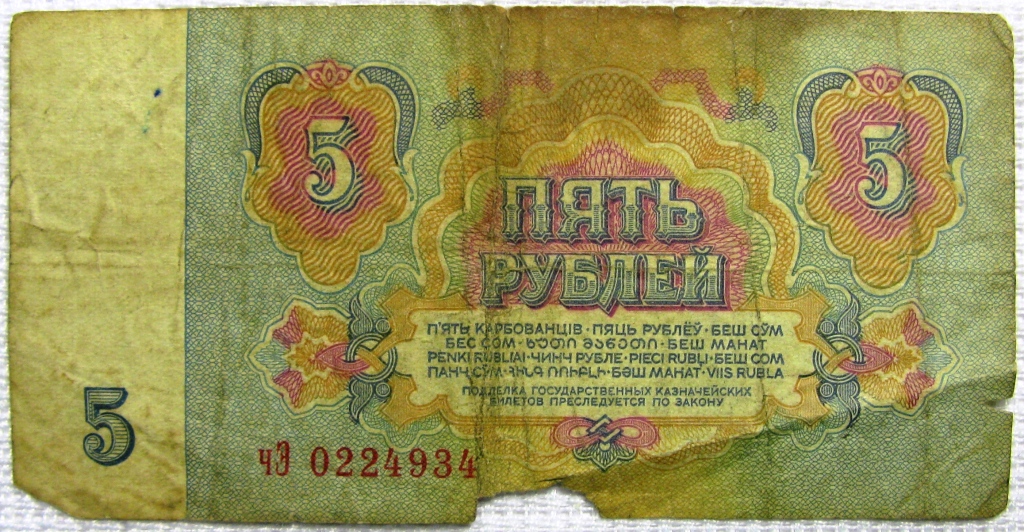 5 5
ПЯТЬ
РУБЛЕЙ
П'ЯТЬ КАРБОВАНЦІВ · ПЯЦЬ РУБЛЁЎ · БЕШ СЎМ
БЕС СОМ · ᲮᲣᲗᲘ ᲛᲐᲜᲔᲗᲘ · БЕШ МАНАТ
PENKI RUBLIAI · ЧИНЧ РУБЛЕ · PIECI RUBĻI · БЕШ СОМ
ПАНҶ СӮМ · ՀԻՆԳ ՌՈՒԲԼԻ · БӘШ МАНАТ · VIIS RUBLA
ПОДДЕЛКА ГОСУДАРСТВЕННЫХ КАЗНАЧЕЙСКИХ
БИЛЕТОВ ПРЕСЛЕДУЕТСЯ ПО ЗАКОНУ
5
чЭ 0224934